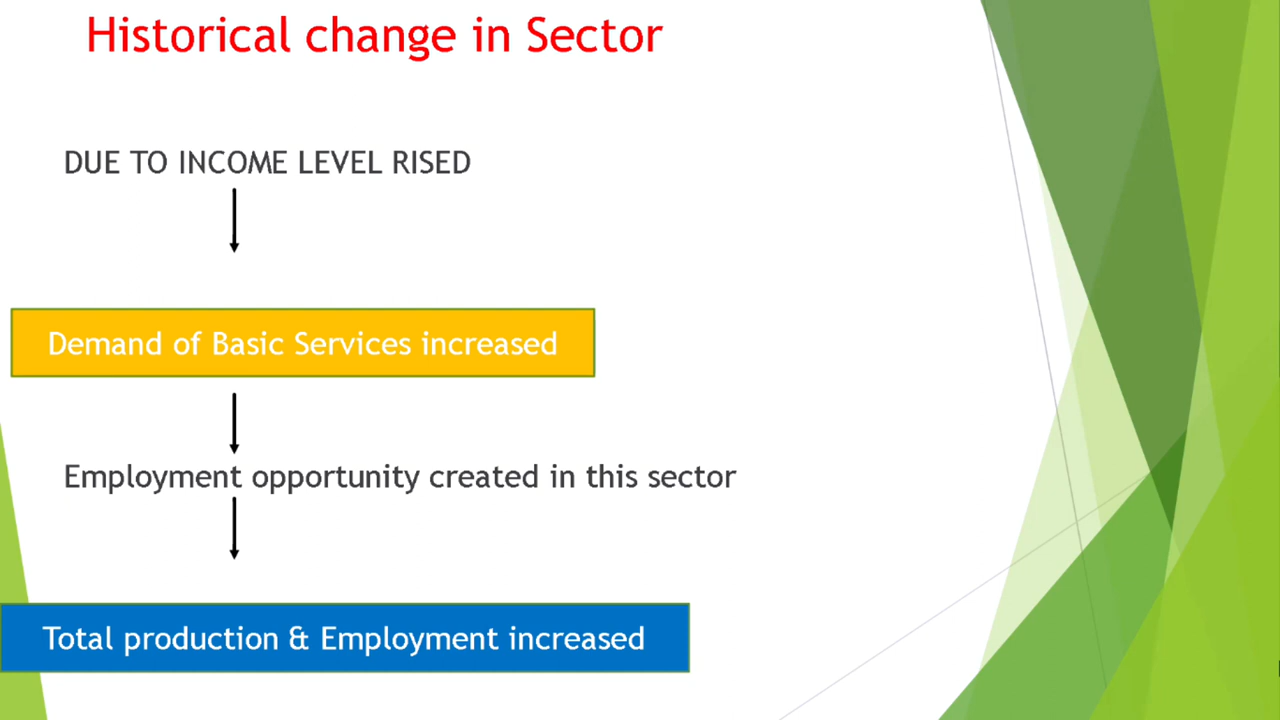 Historical change in Sector
DUE TO INCOME LEVEL RISED
Demand of Basic Services increased
Employment opportunity created in this sector
Total production & Employment increased